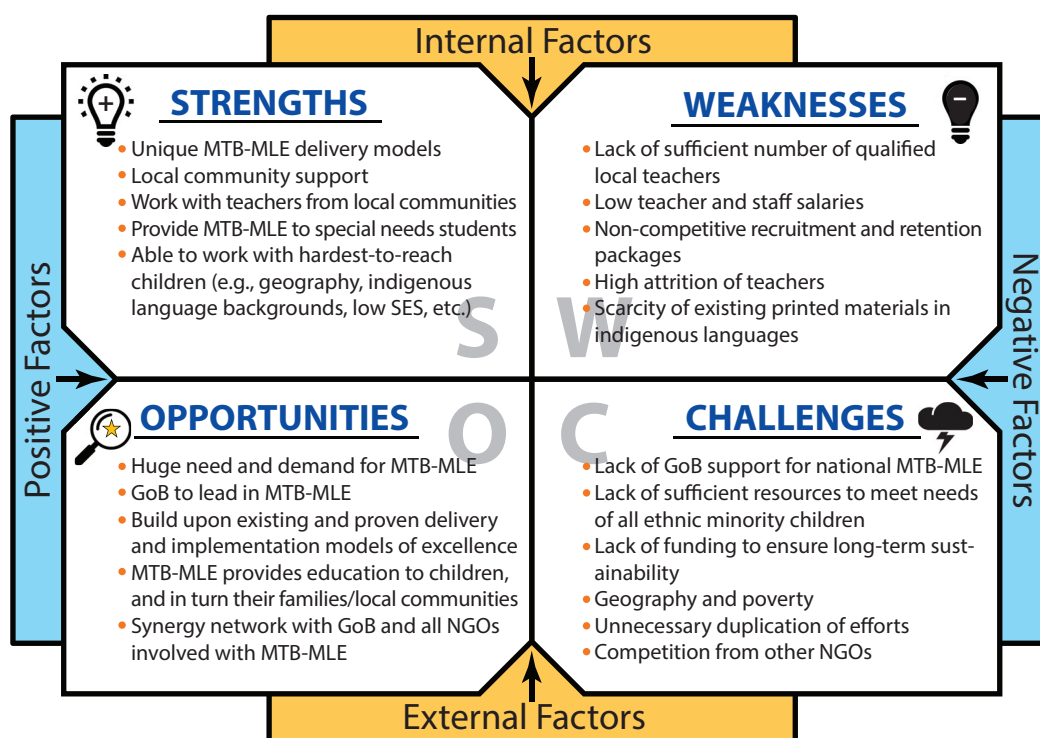 Internal Factors
STRENGTHS
• Unique MTB-MLE delivery models
• Local community support
• Work with teachers from local communities
• Provide MTB-MLE to special needs students
• Able to work with hardest-to-reach
children (e.g., geography, indigenous
language backgrounds, low SES, etc.)
S
WEAKNESSES
• Lack of sufficient number of qualified
local teachers
• Low teacher and staff salaries
• Non-competitive recruitment and retention
packages
• High attrition of teachers
• Scarcity of existing printed materials in
indigenous languages
W
Positive Factors
Negative Factors
OPPORTUNITIES
O
• Huge need and demand for MTB-MLE
• GoB to lead in MTB-MLE
• Build upon existing and proven delivery
and implementation models of excellence
• MTB-MLE provides education to children,
and in turn their families/local communities
• Synergy network with GoB and all NGOs
involved with MTB-MLE
CHALLENGES
C
• Lack of GoB support for national MTB-MLE
• Lack of sufficient resources to meet needs
of all ethnic minority children
• Lack of funding to ensure long-term sust-
ainability
• Geography and poverty
• Unnecessary duplication of efforts
• Competition from other NGOs
External Factors